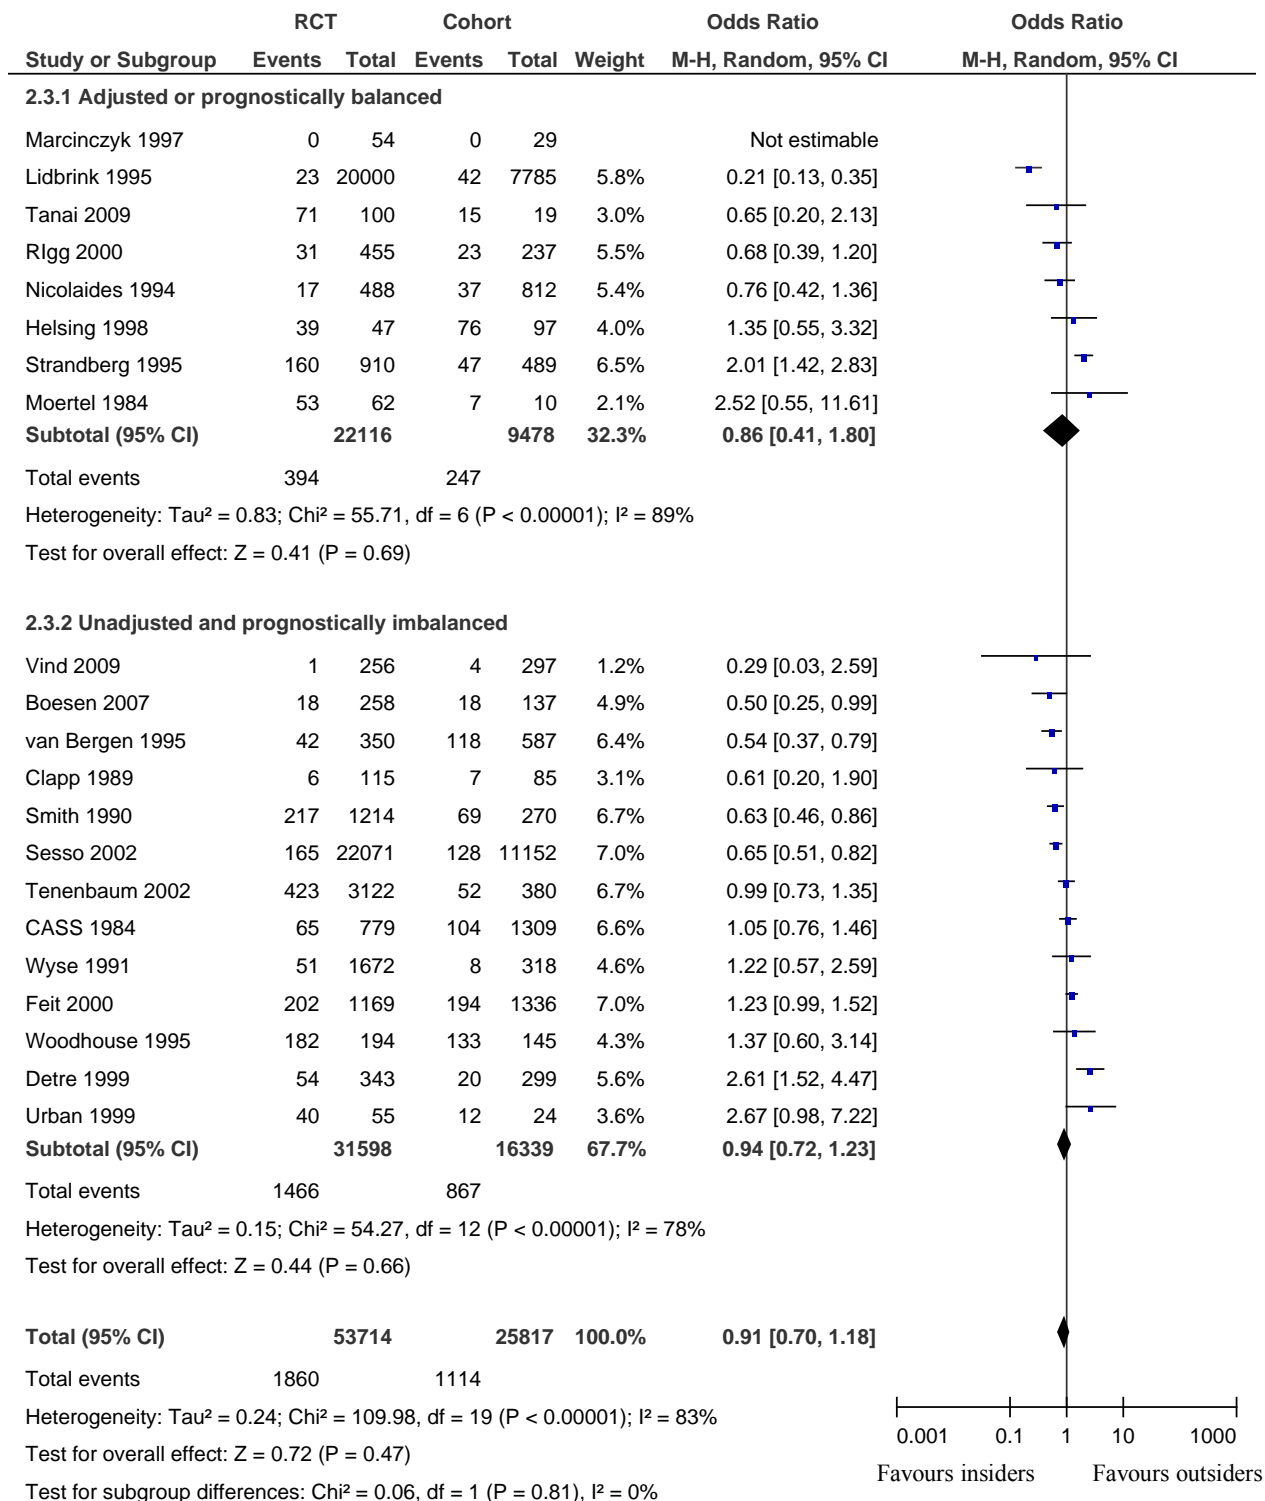 RCT Cohort Odds Ratio Odds Ratio
Study or Subgroup Events Total Events Total Weight M-H, Random, 95% CI M-H, Random, 95% CI
2.3.1 Adjusted or prognostically balanced
Marcinczyk 1997 0 54 0 29 Not estimable
Lidbrink 1995 23 20000 42 7785 5.8% 0.21 [0.13, 0.35]
Tanai 2009 71 100 15 19 3.0% 0.65 [0.20, 2.13]
RIgg 2000 31 455 23 237 5.5% 0.68 [0.39, 1.20]
Nicolaides 1994 17 488 37 812 5.4% 0.76 [0.42, 1.36]
Helsing 1998 39 47 76 97 4.0% 1.35 [0.55, 3.32]
Strandberg 1995 160 910 47 489 6.5% 2.01 [1.42, 2.83]
Moertel 1984 53 62 7 10 2.1% 2.52 [0.55, 11.61]
Subtotal (95% CI) 22116 9478 32.3% 0.86 [0.41, 1.80]
Total events 394 247
Heterogeneity: Tau² = 0.83; Chi² = 55.71, df = 6 (P < 0.00001); I² = 89%
Test for overall effect: Z = 0.41 (P = 0.69)
2.3.2 Unadjusted and prognostically imbalanced
Vind 2009 1 256 4 297 1.2% 0.29 [0.03, 2.59]
Boesen 2007 18 258 18 137 4.9% 0.50 [0.25, 0.99]
van Bergen 1995 42 350 118 587 6.4% 0.54 [0.37, 0.79]
Clapp 1989 6 115 7 85 3.1% 0.61 [0.20, 1.90]
Smith 1990 217 1214 69 270 6.7% 0.63 [0.46, 0.86]
Sesso 2002 165 22071 128 11152 7.0% 0.65 [0.51, 0.82]
Tenenbaum 2002 423 3122 52 380 6.7% 0.99 [0.73, 1.35]
CASS 1984 65 779 104 1309 6.6% 1.05 [0.76, 1.46]
Wyse 1991 51 1672 8 318 4.6% 1.22 [0.57, 2.59]
Feit 2000 202 1169 194 1336 7.0% 1.23 [0.99, 1.52]
Woodhouse 1995 182 194 133 145 4.3% 1.37 [0.60, 3.14]
Detre 1999 54 343 20 299 5.6% 2.61 [1.52, 4.47]
Urban 1999 40 55 12 24 3.6% 2.67 [0.98, 7.22]
Subtotal (95% CI) 31598 16339 67.7% 0.94 [0.72, 1.23]
Total events 1466 867
Heterogeneity: Tau² = 0.15; Chi² = 54.27, df = 12 (P < 0.00001); I² = 78%
Test for overall effect: Z = 0.44 (P = 0.66)
Total (95% CI) 53714 25817 100.0% 0.91 [0.70, 1.18]
Total events 1860 1114
Heterogeneity: Tau² = 0.24; Chi² = 109.98, df = 19 (P < 0.00001); I² = 83%
Test for overall effect: Z = 0.72 (P = 0.47)
Test for subgroup differences: Chi² = 0.06, df = 1 (P = 0.81), I² = 0%
0.001 0.1 1 10 1000
Favours insiders Favours outsiders